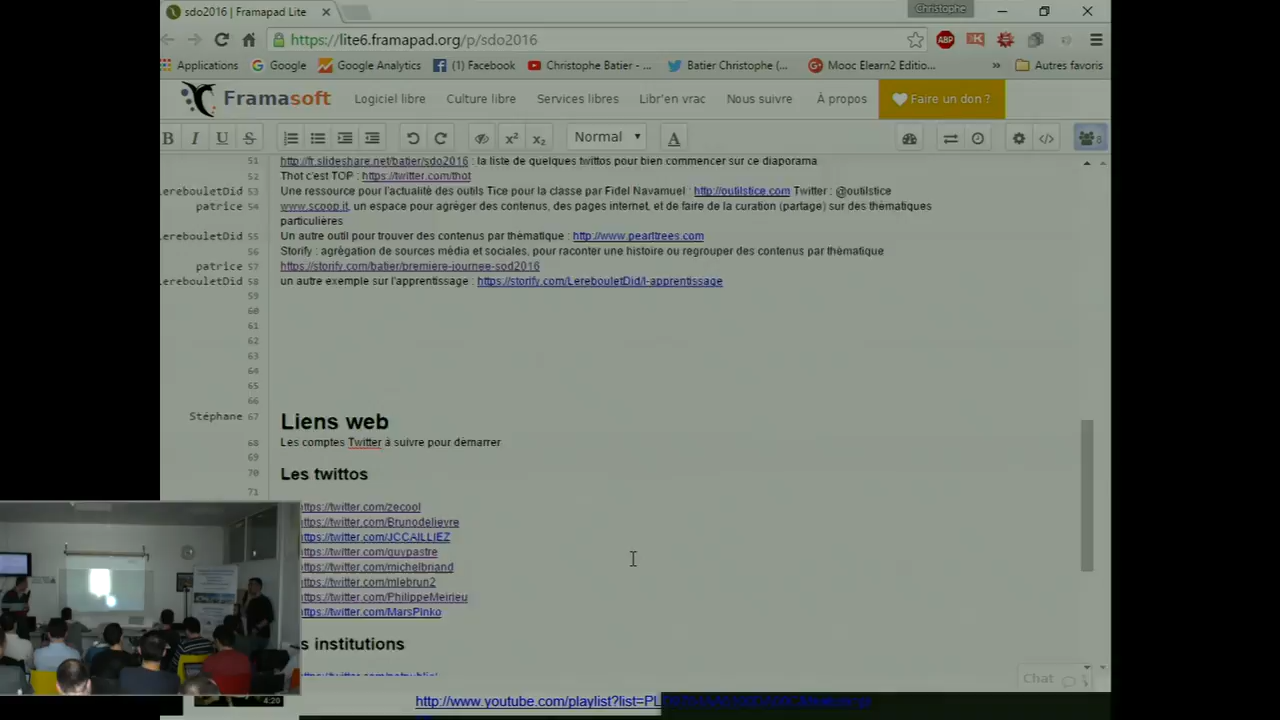 sdo2016 | Framapad Lite
Christophe
https://lite6.framapad.org/p/sdo2016
Applications Google Google Analytics (1) Facebook Christophe Batier - ... Batier Christophe (... Mooc Elearn2 Editio... » Autres favoris
Framasoft Logiciel libre Culture libre Services libres Libr'en vrac Nous suivre À propos Faire un don ?
B I U S Normal A 8
51 http://fr.slideshare.net/batier/sdo2016 : la liste de quelques twittos pour bien commencer sur ce diaporama
52 Thot c'est TOP : https://twitter.com/thot
LerebouletDid 53 Une ressource pour l'actualité des outils Tice pour la classe par Fidel Navamuel : http://outilstice.com Twitter : @outilstice
patrice 54 www.scoop.it, un espace pour agréger des contenus, des pages internet, et de faire de la curation (partage) sur des thématiques
particulières
LerebouletDid 55 Un autre outil pour trouver des contenus par thématique : http://www.pearltrees.com
56 Storify : agrégation de sources média et sociales, pour raconter une histoire ou regrouper des contenus par thématique
patrice 57 https://storify.com/batier/premiere-journee-sod2016
LerebouletDid 58 un autre exemple sur l'apprentissage : https://storify.com/LerebouletDid/l-apprentissage
59
60
61
62
63
64
65
66
Stéphane 67 Liens web
68 Les comptes Twitter à suivre pour démarrer
69
70 Les twittos
71
https://twitter.com/zecool
https://twitter.com/Brunodelievre
https://twitter.com/JCCAILLIEZ
https://twitter.com/guypastre
https://twitter.com/michelbriand
https://twitter.com/mlebrun2
https://twitter.com/PhilippeMeirieu
https://twitter.com/MarsPinko
s institutions
Chat
4:20
http://www.youtube.com/playlist?list=PL